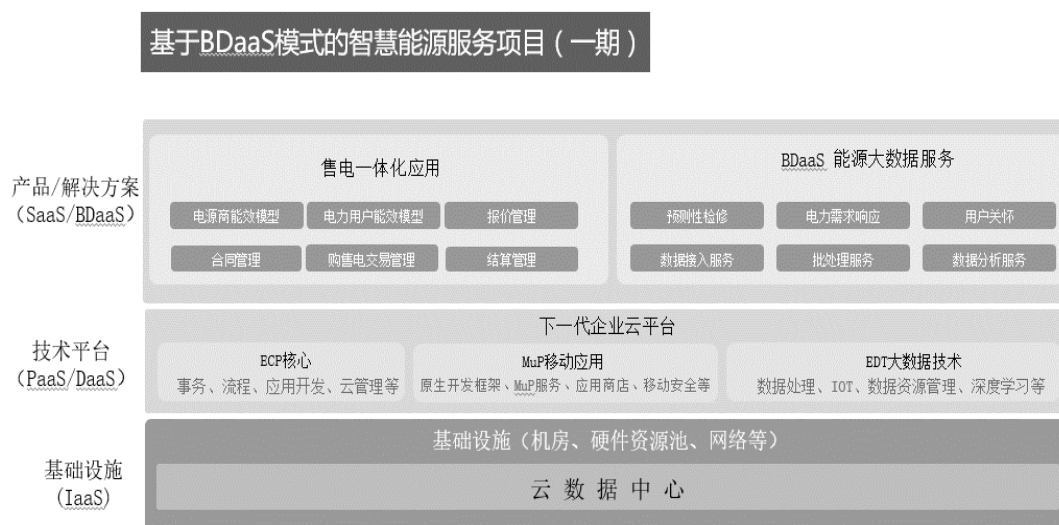 基于BDaaS模式的智慧能源服务项目（一期）
产品/解决方案
（SaaS/BDaaS）
售电一体化应用
电源商能效模型
电力用户能效模型
报价管理
合同管理
购售电交易管理
结算管理
BDaaS 能源大数据服务
预测性检修
电力需求响应
用户关怀
数据接入服务
批处理服务
数据分析服务
技术平台
（PaaS/DaaS）
下一代企业云平台
ECP核心
事务、流程、应用开发、云管理等
MuP移动应用
原生开发框架、MuP服务、应用商店、移动安全等
EDT大数据技术
数据处理、IOT、数据资源管理、深度学习等
基础设施
(IaaS)
基础设施（机房、硬件资源池、网络等）
云数据中心